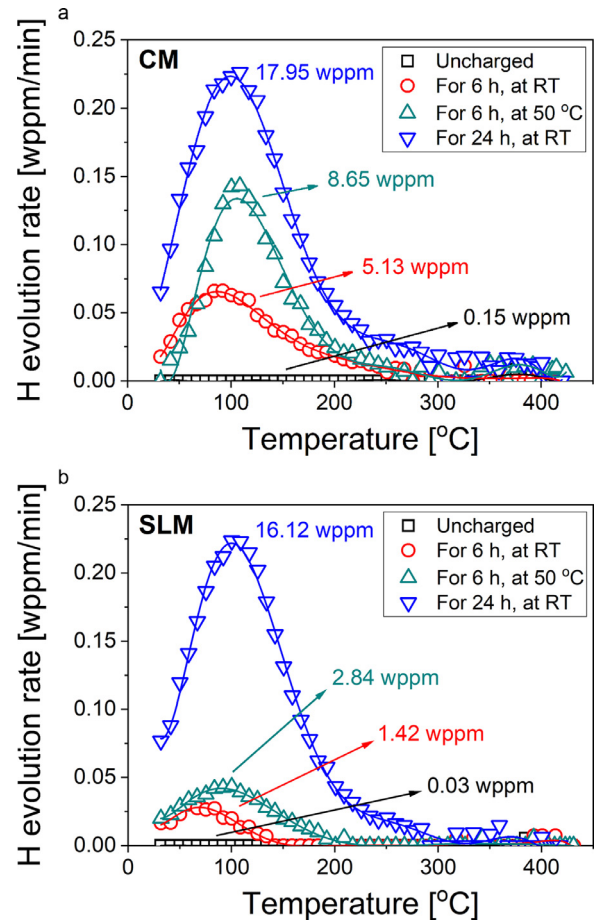 a
CM
Uncharged
For 6 h, at RT
For 6 h, at 50 °C
For 24 h, at RT
17.95 wppm
8.65 wppm
5.13 wppm
0.15 wppm
0.25
0.20
0.15
0.10
0.05
0.00
H evolution rate [wppm/min]
0 100 200 300 400
Temperature [°C]
b
SLM
Uncharged
For 6 h, at RT
For 6 h, at 50 °C
For 24 h, at RT
16.12 wppm
2.84 wppm
1.42 wppm
0.03 wppm
0.25
0.20
0.15
0.10
0.05
0.00
H evolution rate [wppm/min]
0 100 200 300 400
Temperature [°C]